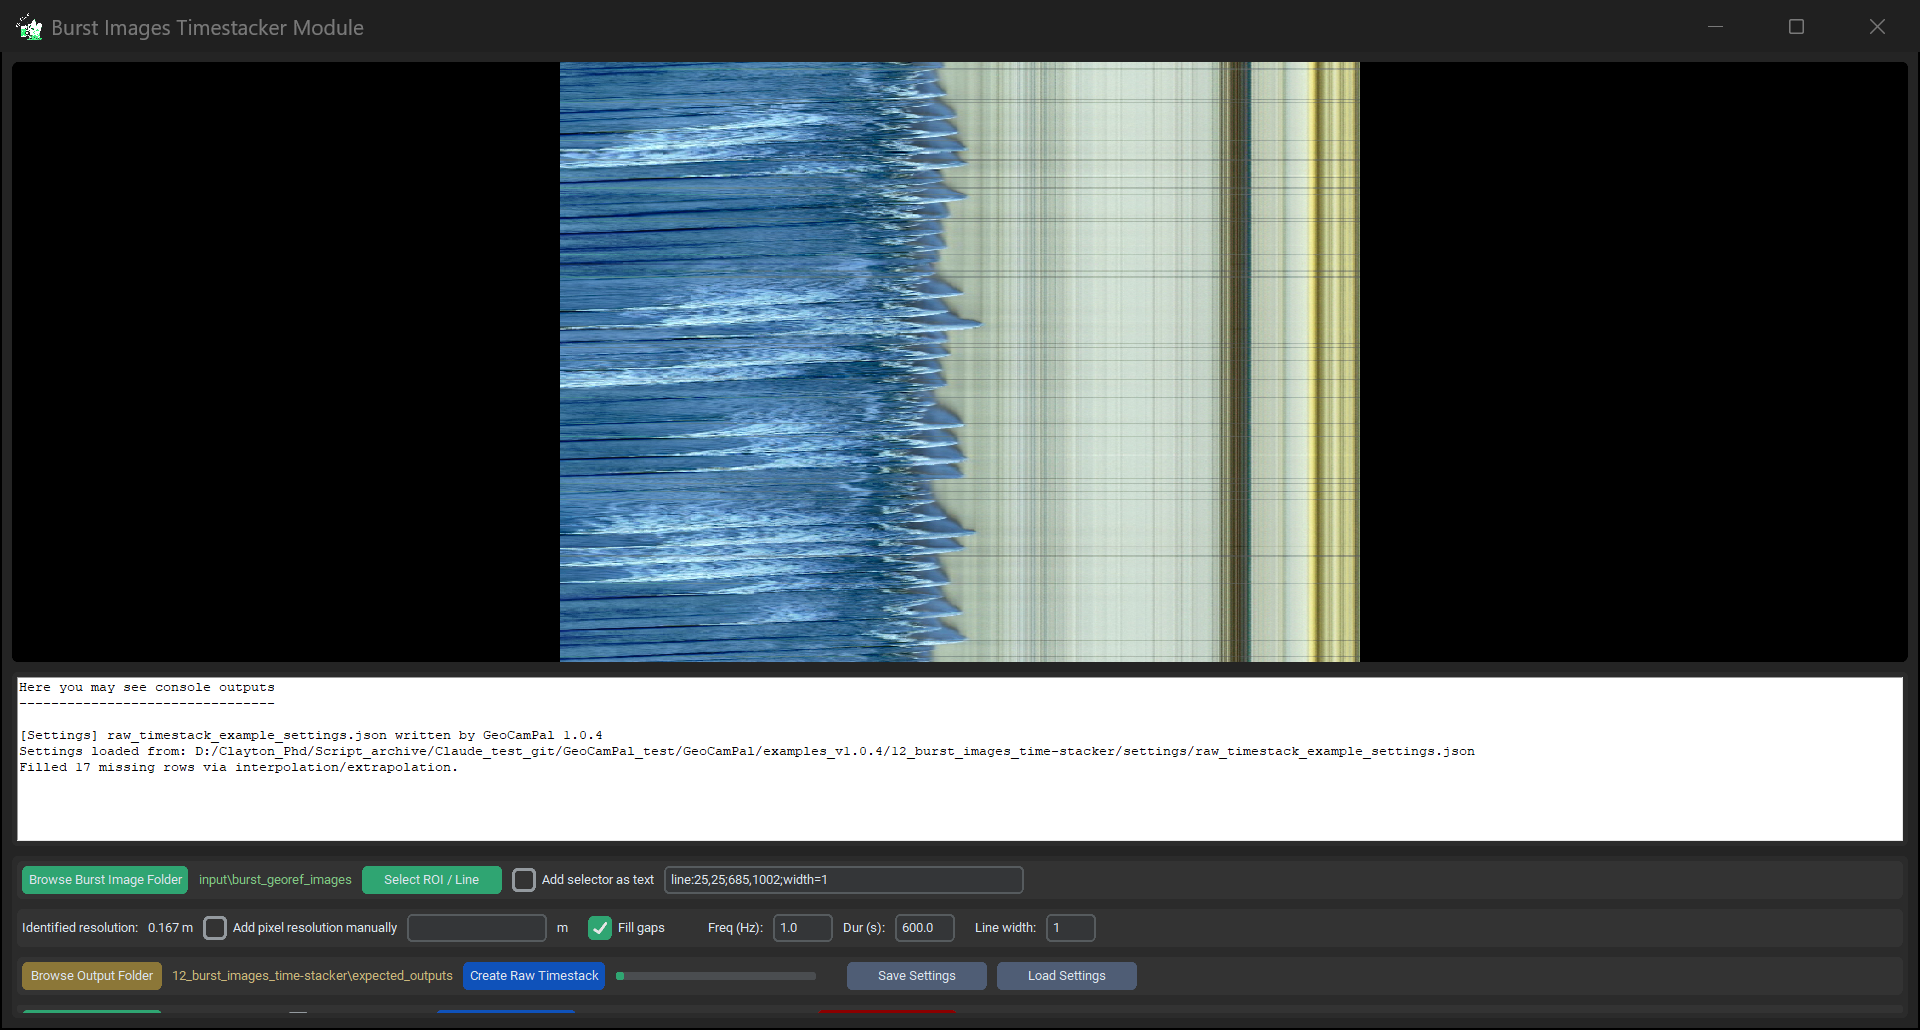 Burst Images Timestacker Module
Here you may see console outputs
--------------------------------
[Settings] raw_timestack_example_settings.json written by GeoCamPal 1.0.4
Settings loaded from: D:/Clayton_Phd/Script_archive/Claude_test_git/GeoCamPal_test/GeoCamPal/examples_v1.0.4/12_burst_images_time-stacker/settings/raw_timestack_example_settings.json
Filled 17 missing rows via interpolation/extrapolation.
Browse Burst Image Folder input\burst_georef_images Select ROI / Line Add selector as text line:25,25;685,1002;width=1
Identified resolution: 0.167 m Add pixel resolution manually m Fill gaps Freq (Hz): 1.0 Dur (s): 600.0 Line width: 1
Browse Output Folder 12_burst_images_time-stacker\expected_outputs Create Raw Timestack Save Settings Load Settings